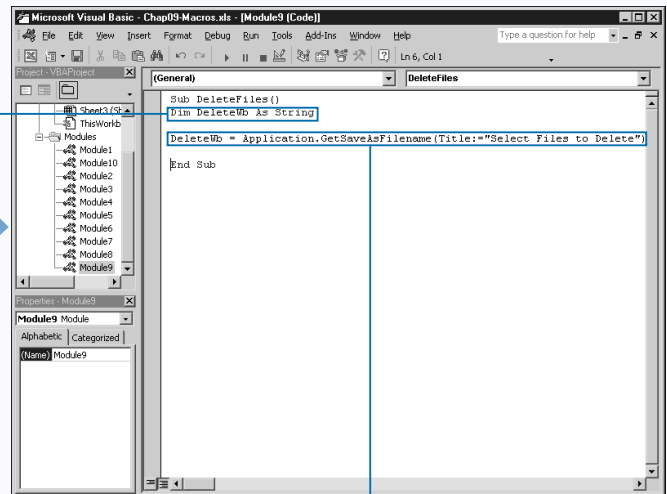 Microsoft Visual Basic - Chap09-Macros.xls - [Module9 (Code)]
File Edit View Insert Format Debug Run Tools Add-Ins Window Help Type a question for help
Ln 6, Col 1
Project - VBAProject
(General) DeleteFiles
Sheet3 (Sh
ThisWorkb
Modules
Module1
Module10
Module2
Module3
Module4
Module5
Module6
Module7
Module8
Module9
Properties - Module9
Module9 Module
Alphabetic Categorized
(Name) Module9
Sub DeleteFiles()
Dim DeleteWb As String
DeleteWb = Application.GetSaveAsFilename(Title:="Select Files to Delete")
End Sub